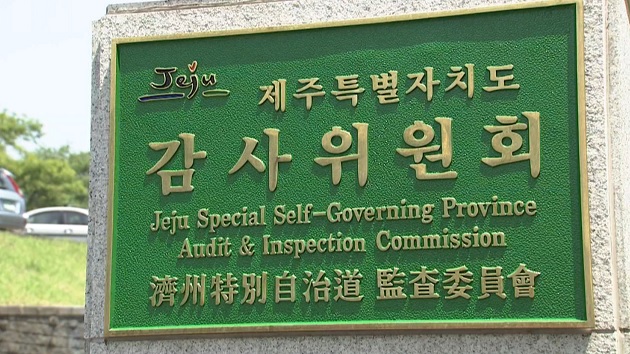 Jeju
제주특별자치도
감사위원회
Jeju Special Self-Governing Province
Audit & Inspection Commission
濟州特別自治道 監査委員會